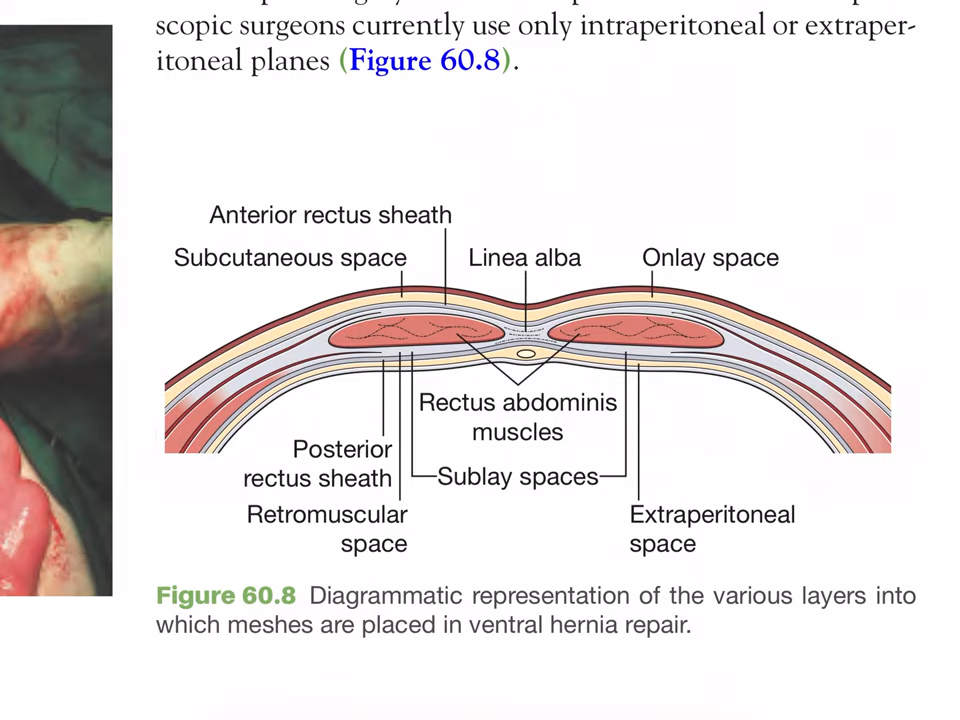 scopic surgeons currently use only intraperitoneal or extraper-
itoneal planes (Figure 60.8).
Anterior rectus sheath
Subcutaneous space
Linea alba
Onlay space
Rectus abdominis
muscles
Posterior
rectus sheath
Sublay spaces
Retromuscular
space
Extraperitoneal
space
Figure 60.8 Diagrammatic representation of the various layers into
which meshes are placed in ventral hernia repair.